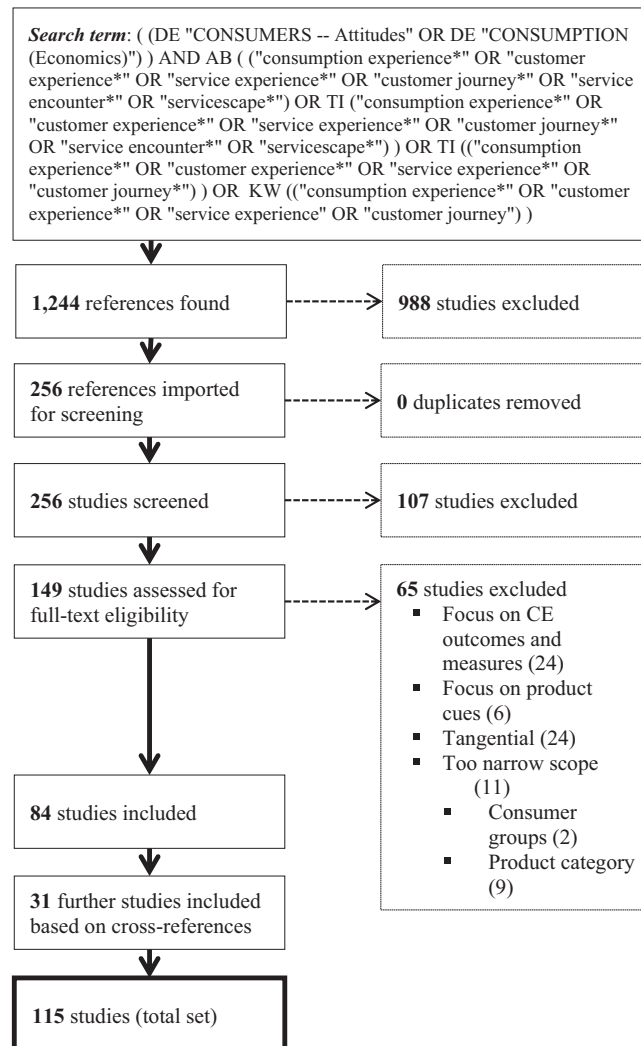 Search term: ( (DE "CONSUMERS -- Attitudes" OR DE "CONSUMPTION
(Economics)") ) AND AB ( ("consumption experience*" OR "customer
experience*" OR "service experience*" OR "customer journey*" OR "service
encounter*" OR "servicescape*") OR TI ("consumption experience*" OR
"customer experience*" OR "service experience*" OR "customer journey*"
OR "service encounter*" OR "servicescape*") ) OR TI (("consumption
experience*" OR "customer experience*" OR "service experience*" OR
"customer journey*") ) OR KW (("consumption experience*" OR "customer
experience*" OR "service experience" OR "customer journey") )
1,244 references found
988 studies excluded
256 references imported
for screening
0 duplicates removed
256 studies screened
107 studies excluded
149 studies assessed for
full-text eligibility
65 studies excluded
▪ Focus on CE
outcomes and
measures (24)
▪ Focus on product
cues (6)
▪ Tangential (24)
▪ Too narrow scope
(11)
▪ Consumer
groups (2)
▪ Product category
(9)
84 studies included
31 further studies included
based on cross-references
115 studies (total set)